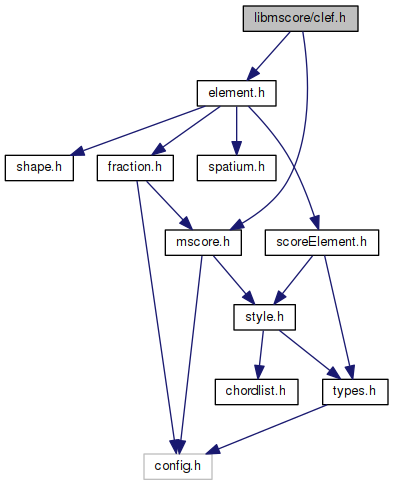 libmscore/clef.h
element.h
shape.h
fraction.h
spatium.h
mscore.h
scoreElement.h
style.h
chordlist.h
types.h
config.h